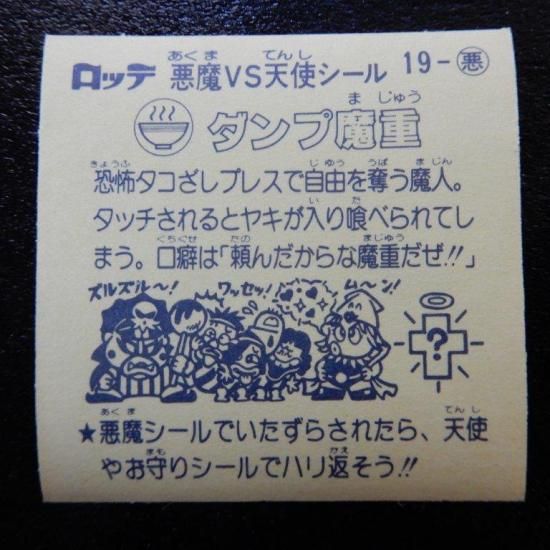 ロッテ 悪魔VS天使シール 19-悪
ダンプ魔重
恐怖タコざしプレスで自由を奪う魔人。
タッチされるとヤキが入り喰べられてし
まう。口癖は「頼んだからな魔重だぜ!!」
ズルズル〜! ワッセッ! ム〜ン!
?
★悪魔シールでいたずらされたら、天使
やお守りシールでハリ返そう!!